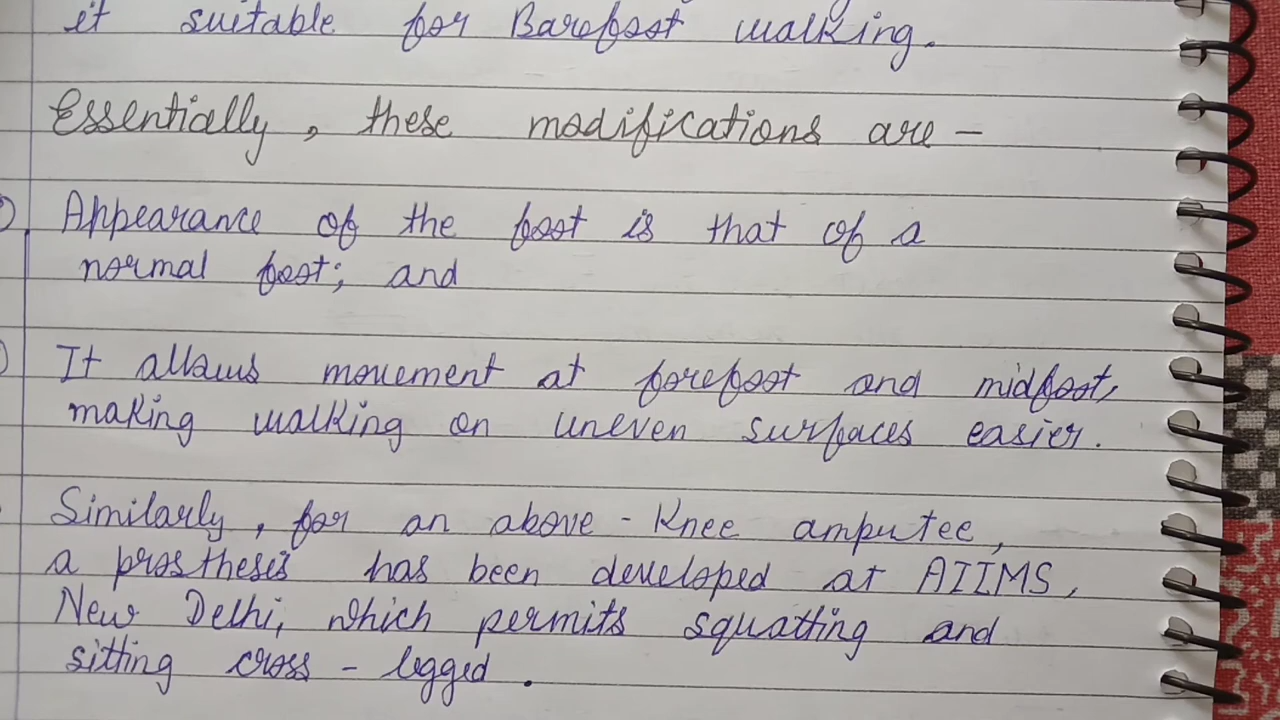 it suitable for Barefoot walking.
Essentially, these modifications are -
Appearance of the foot is that of a
normal foot; and
It allows movement at forefoot and midfoot,
making walking on uneven surfaces easier.
Similarly, for an above-Knee amputee,
a prosthesis has been developed at AIIMS,
New Delhi, which permits squatting and
sitting cross-legged.